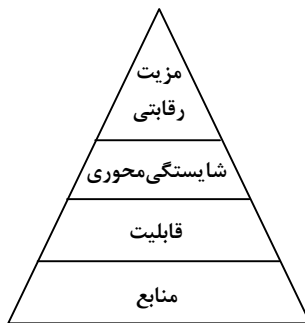 مزیت
رقابتی
شایستگی‌محوری
قابلیت
منابع